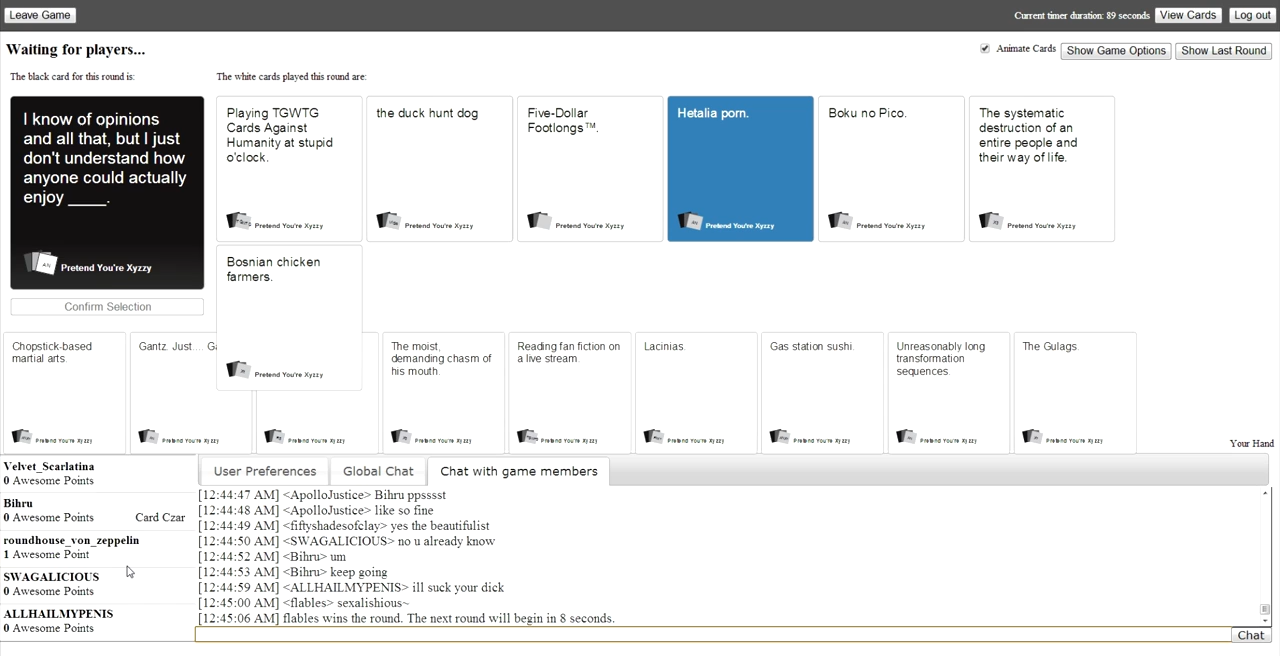 Leave Game
Current timer duration: 89 seconds
View Cards
Log out
Waiting for players...
Animate Cards
Show Game Options
Show Last Round
The black card for this round is:
The white cards played this round are:
I know of opinions
and all that, but I just
don't understand how
anyone could actually
enjoy ____.
Pretend You're Xyzzy
Confirm Selection
Playing TGWTG
Cards Against
Humanity at stupid
o'clock.
Pretend You're Xyzzy
the duck hunt dog
Pretend You're Xyzzy
Five-Dollar
Footlongs™.
Pretend You're Xyzzy
Hetalia porn.
Pretend You're Xyzzy
Boku no Pico.
Pretend You're Xyzzy
The systematic
destruction of an
entire people and
their way of life.
Pretend You're Xyzzy
Bosnian chicken
farmers.
Pretend You're Xyzzy
Chopstick-based
martial arts.
Pretend You're Xyzzy
Gantz. Just.... Ga
Pretend You're Xyzzy
Pretend You're Xyzzy
The moist,
demanding chasm of
his mouth.
Pretend You're Xyzzy
Reading fan fiction on
a live stream.
Pretend You're Xyzzy
Lacinias.
Pretend You're Xyzzy
Gas station sushi.
Pretend You're Xyzzy
Unreasonably long
transformation
sequences.
Pretend You're Xyzzy
The Gulags.
Pretend You're Xyzzy
Your Hand
Velvet_Scarlatina
0 Awesome Points
Bihru
0 Awesome Points Card Czar
roundhouse_von_zeppelin
1 Awesome Point
SWAGALICIOUS
0 Awesome Points
ALLHAILMYPENIS
0 Awesome Points
User Preferences
Global Chat
Chat with game members
[12:44:47 AM] <ApolloJustice> Bihru ppsssst
[12:44:48 AM] <ApolloJustice> like so fine
[12:44:49 AM] <fiftyshadesofclay> yes the beautifulist
[12:44:50 AM] <SWAGALICIOUS> no u already know
[12:44:52 AM] <Bihru> um
[12:44:53 AM] <Bihru> keep going
[12:44:59 AM] <ALLHAILMYPENIS> ill suck your dick
[12:45:00 AM] <flables> sexalishious~
[12:45:06 AM] flables wins the round. The next round will begin in 8 seconds.
Chat